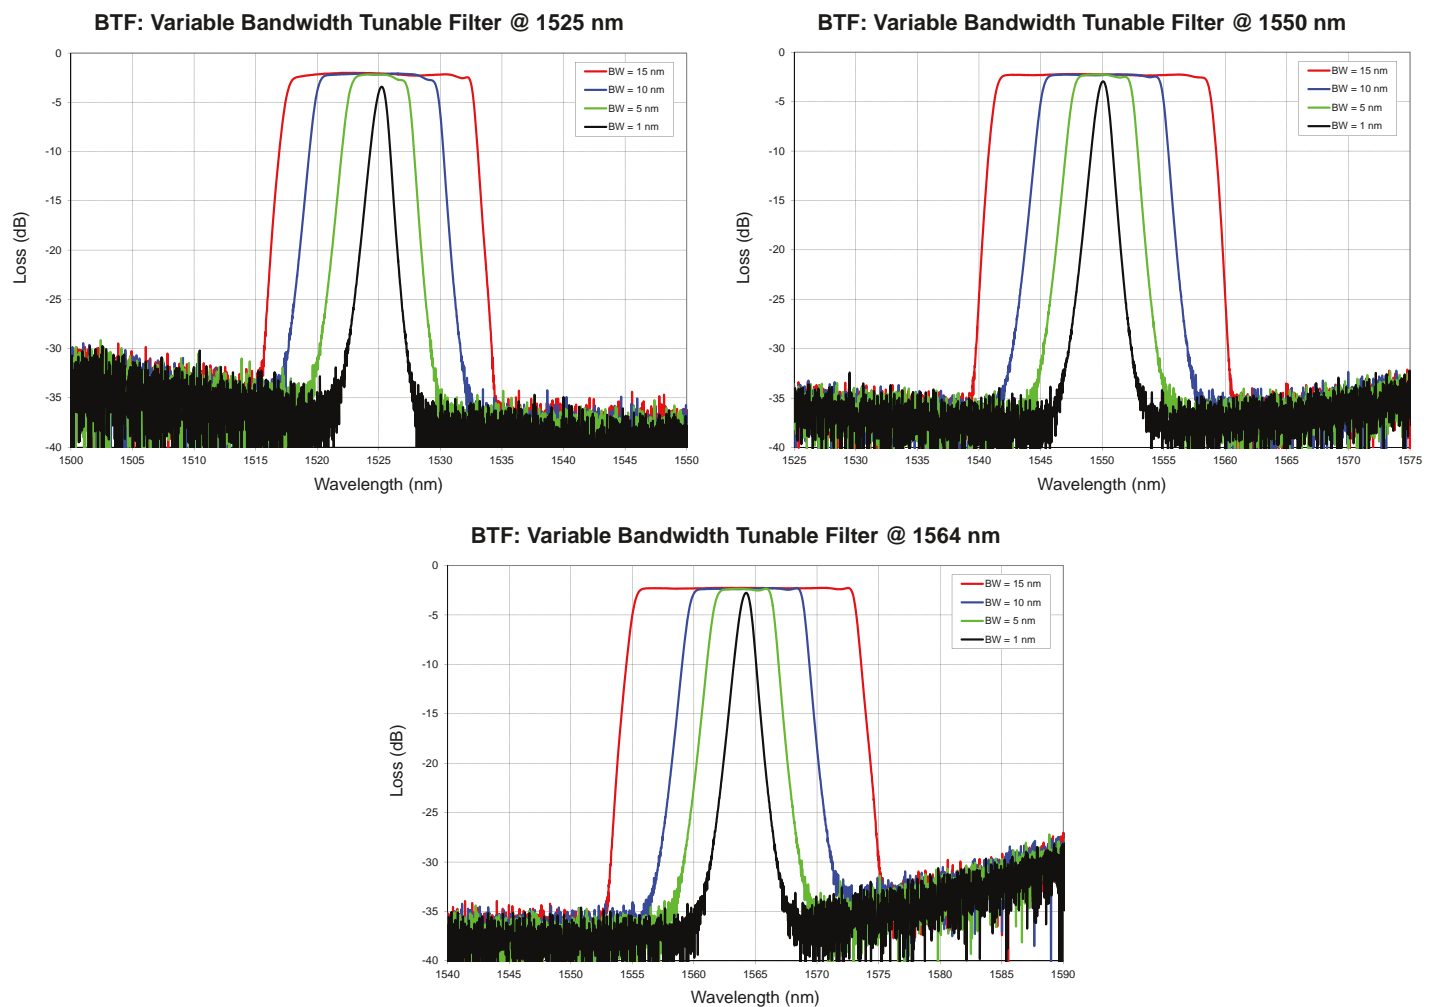 BTF: Variable Bandwidth Tunable Filter @ 1525 nm
0
-5
-10
-15
-20
-25
-30
-35
-40
Loss (dB)
BW = 15 nm
BW = 10 nm
BW = 5 nm
BW = 1 nm
1500 1505 1510 1515 1520 1525 1530 1535 1540 1545 1550
Wavelength (nm)
BTF: Variable Bandwidth Tunable Filter @ 1550 nm
0
-5
-10
-15
-20
-25
-30
-35
-40
Loss (dB)
BW = 15 nm
BW = 10 nm
BW = 5 nm
BW = 1 nm
1525 1530 1535 1540 1545 1550 1555 1560 1565 1570 1575
Wavelength (nm)
BTF: Variable Bandwidth Tunable Filter @ 1564 nm
0
-5
-10
-15
-20
-25
-30
-35
-40
Loss (dB)
BW = 15 nm
BW = 10 nm
BW = 5 nm
BW = 1 nm
1540 1545 1550 1555 1560 1565 1570 1575 1580 1585 1590
Wavelength (nm)